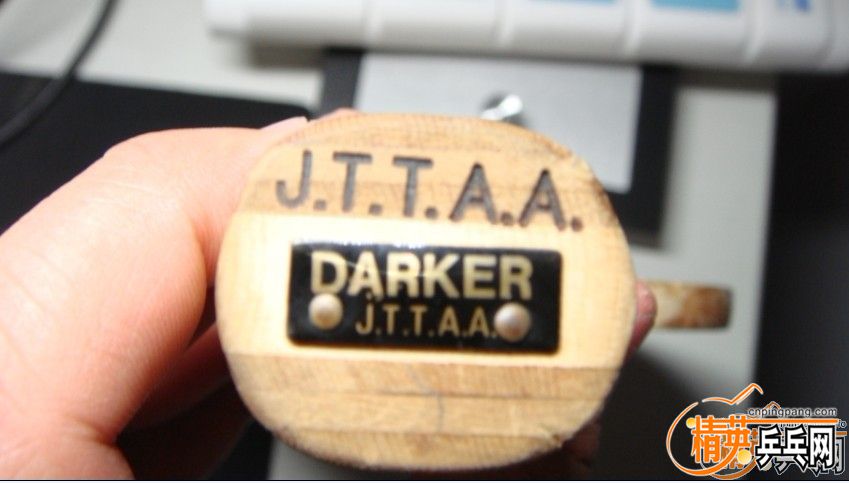 J.T.T.A.A.
DARKER
J.T.T.A.A.
cnpingpang.com
精英乒乓网